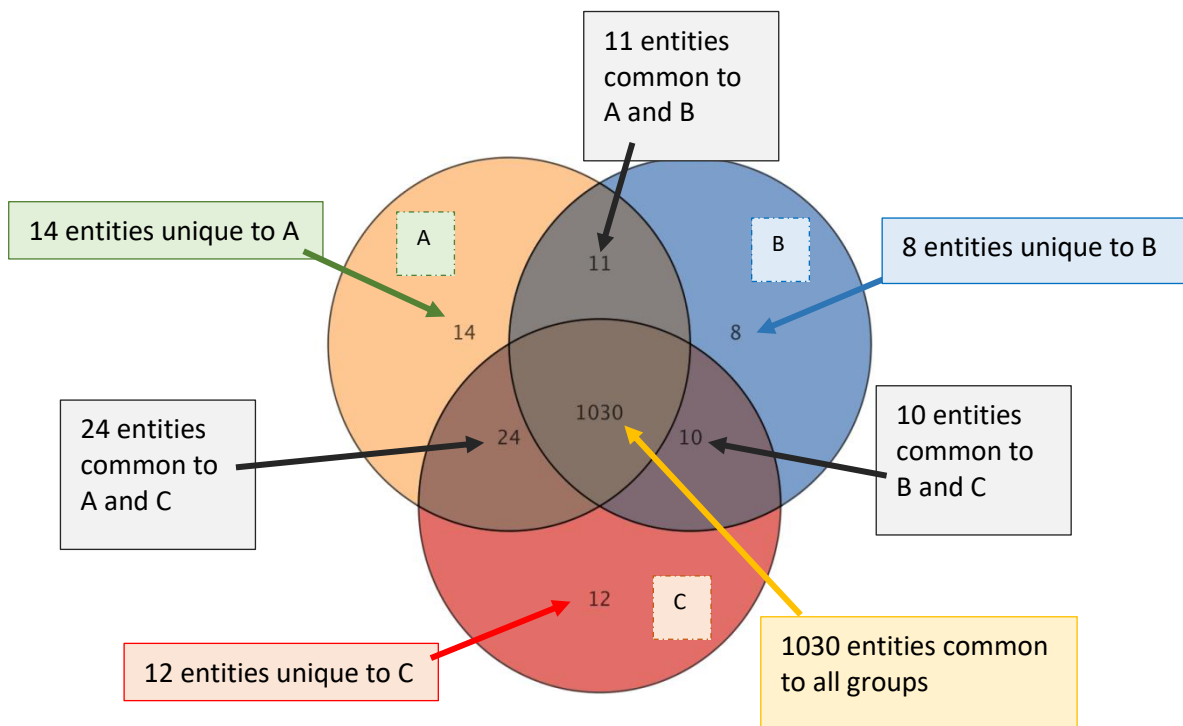 11 entities
common to
A and B
14 entities unique to A
A
B
8 entities unique to B
11
14
8
24 entities
common to
A and C
1030
24
10
10 entities
common to
B and C
12
C
12 entities unique to C
1030 entities common
to all groups